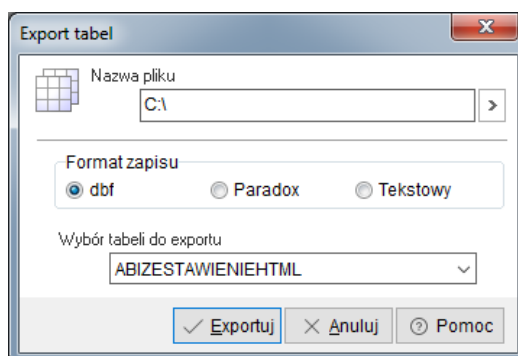 Export tabel
Nazwa pliku
C:\
Format zapisu
dbf
Paradox
Tekstowy
Wybór tabeli do exportu
ABIZESTAWIENIEHTML
Exportuj
Anuluj
Pomoc